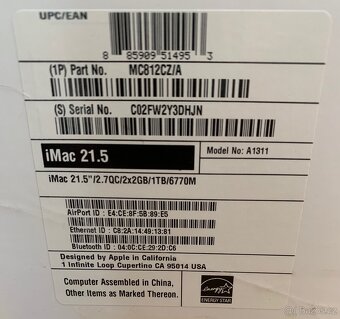 UPC/EAN
8 85909 51495 3
(1P) Part No. MC812CZ/A
(S) Serial No. C02FW2Y3DHJN
iMac 21.5
Model No: A1311
iMac 21.5"/2.7QC/2x2GB/1TB/6770M
AirPort ID : E4:CE:8F:5B:89:E5
Ethernet ID : C8:2A:14:49:13:81
Bluetooth ID : 04:0C:CE:29:2D:C6
Designed by Apple in California
1 Infinite Loop Cupertino CA 95014 USA
Computer Assembled in China,
Other Items as Marked Thereon.
energy
ENERGY STAR